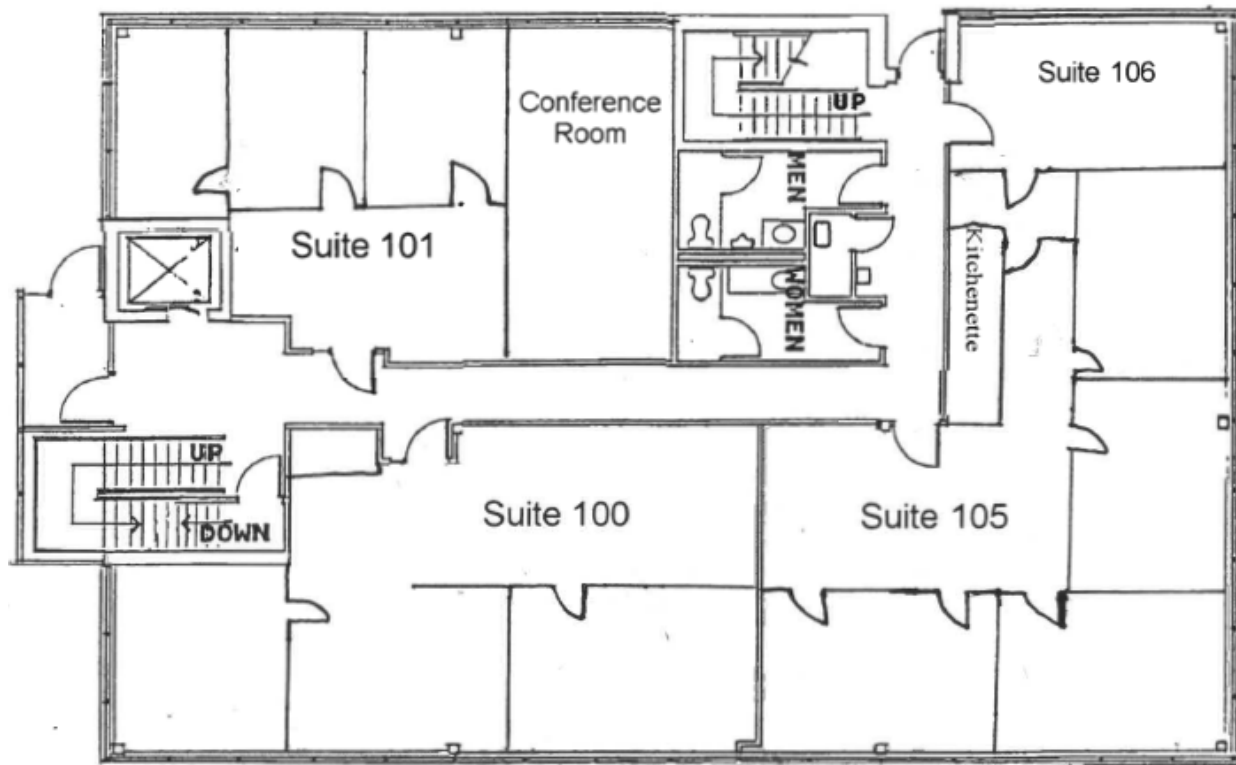 Suite 106
Conference
Room
UP
MEN
Suite 101
Kitchenette
WOMEN
UP
Suite 100
Suite 105
DOWN